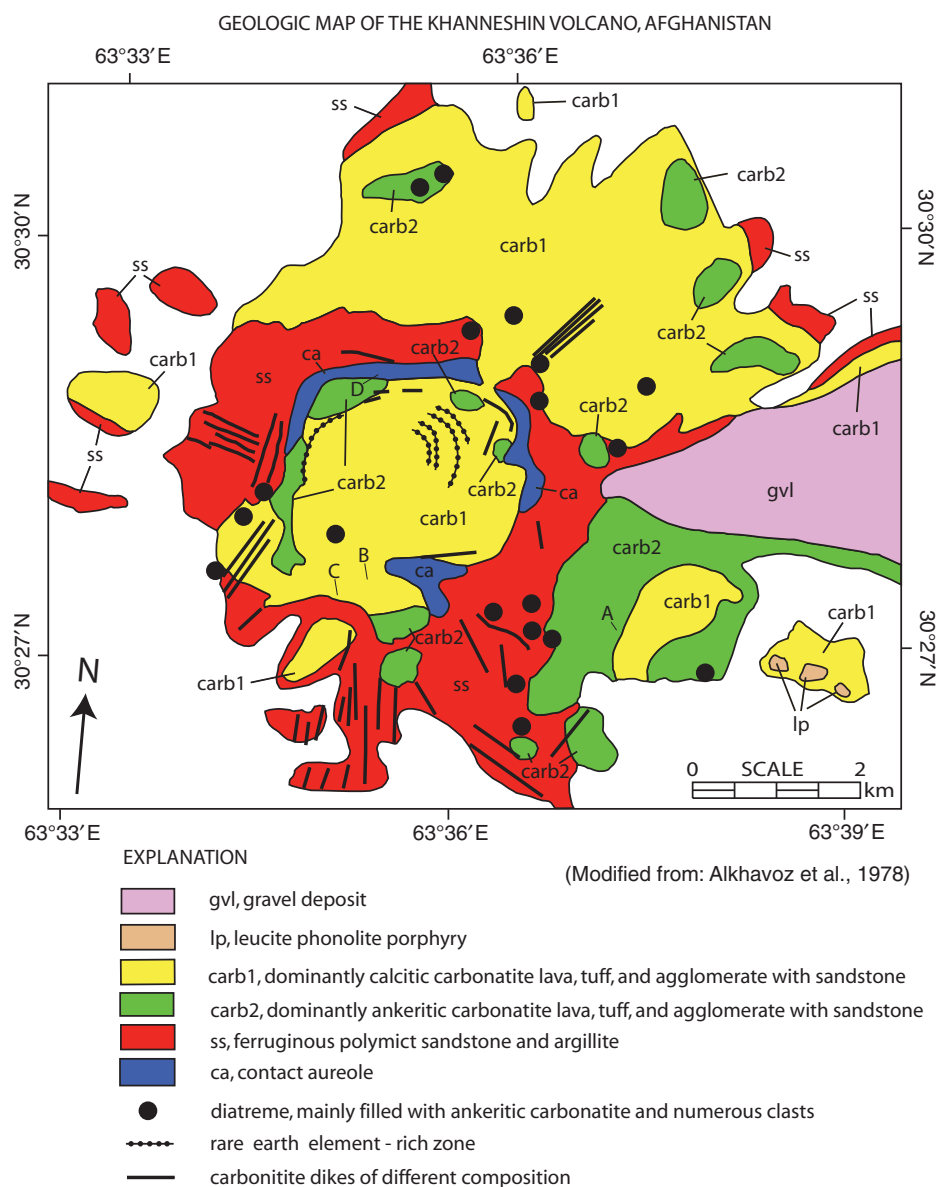 GEOLOGIC MAP OF THE KHANNESHIN VOLCANO, AFGHANISTAN
63°33′E
63°36′E
ss
carb1
carb2
carb2
30°30′N
30°30′N
carb1
ss
ss
ss
carb2
carb1
ca
carb2
ss
D
carb2
carb1
ss
carb2
carb2
ca
gvl
carb1
carb2
B
ca
C
carb1
A
carb1
carb2
30°27′N
30°27′N
N
carb1
ss
lp
carb2
0 SCALE 2
km
63°33′E
63°36′E
63°39′E
EXPLANATION
(Modified from: Alkhavoz et al., 1978)
gvl, gravel deposit
lp, leucite phonolite porphyry
carb1, dominantly calcitic carbonatite lava, tuff, and agglomerate with sandstone
carb2, dominantly ankeritic carbonatite lava, tuff, and agglomerate with sandstone
ss, ferruginous polymict sandstone and argillite
ca, contact aureole
diatreme, mainly filled with ankeritic carbonatite and numerous clasts
rare earth element - rich zone
carbonitite dikes of different composition